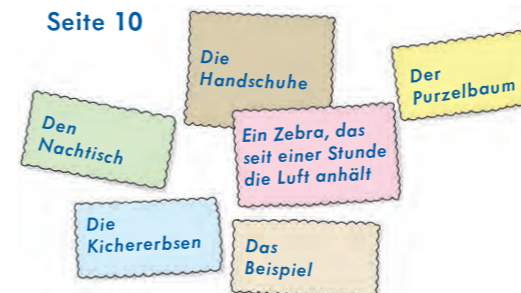 Seite 10
Die
Handschuhe
Der
Purzelbaum
Den
Nachtisch
Ein Zebra, das
seit einer Stunde
die Luft anhält
Die
Kichererbsen
Das
Beispiel